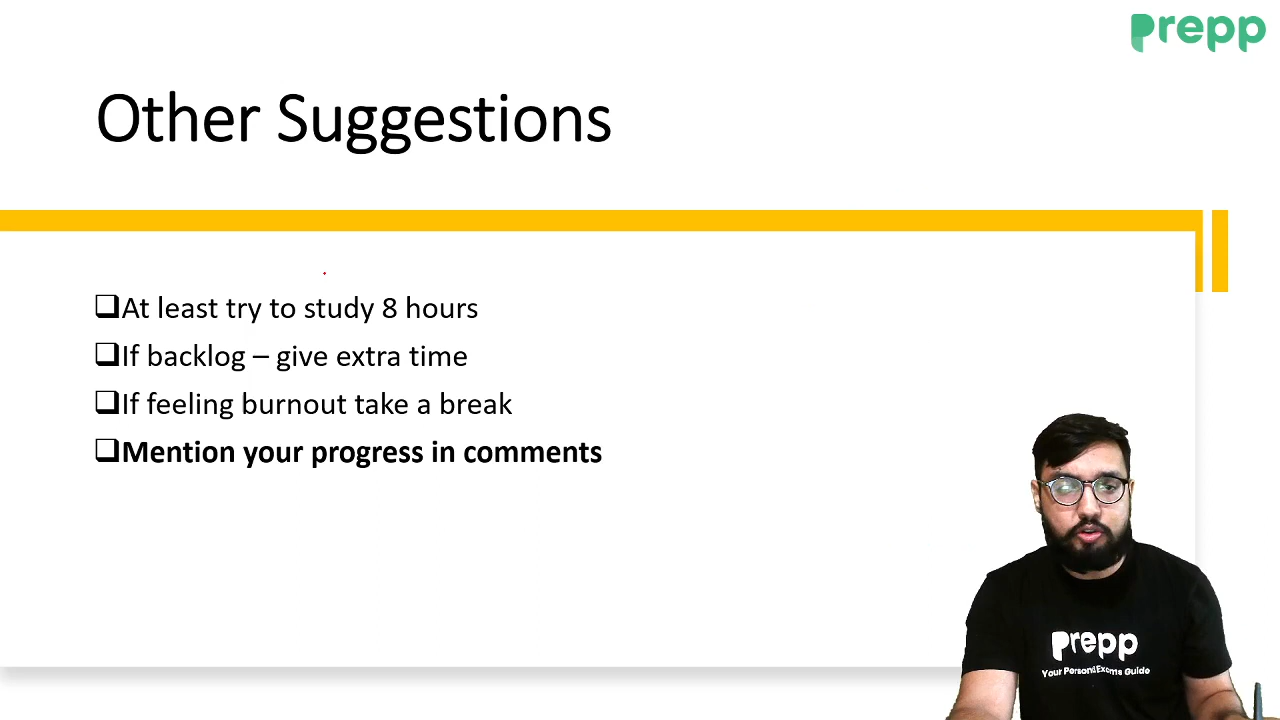 prepp
Other Suggestions
❑At least try to study 8 hours
❑If backlog – give extra time
❑If feeling burnout take a break
❑Mention your progress in comments
prepp
Your Personal Exams Guide